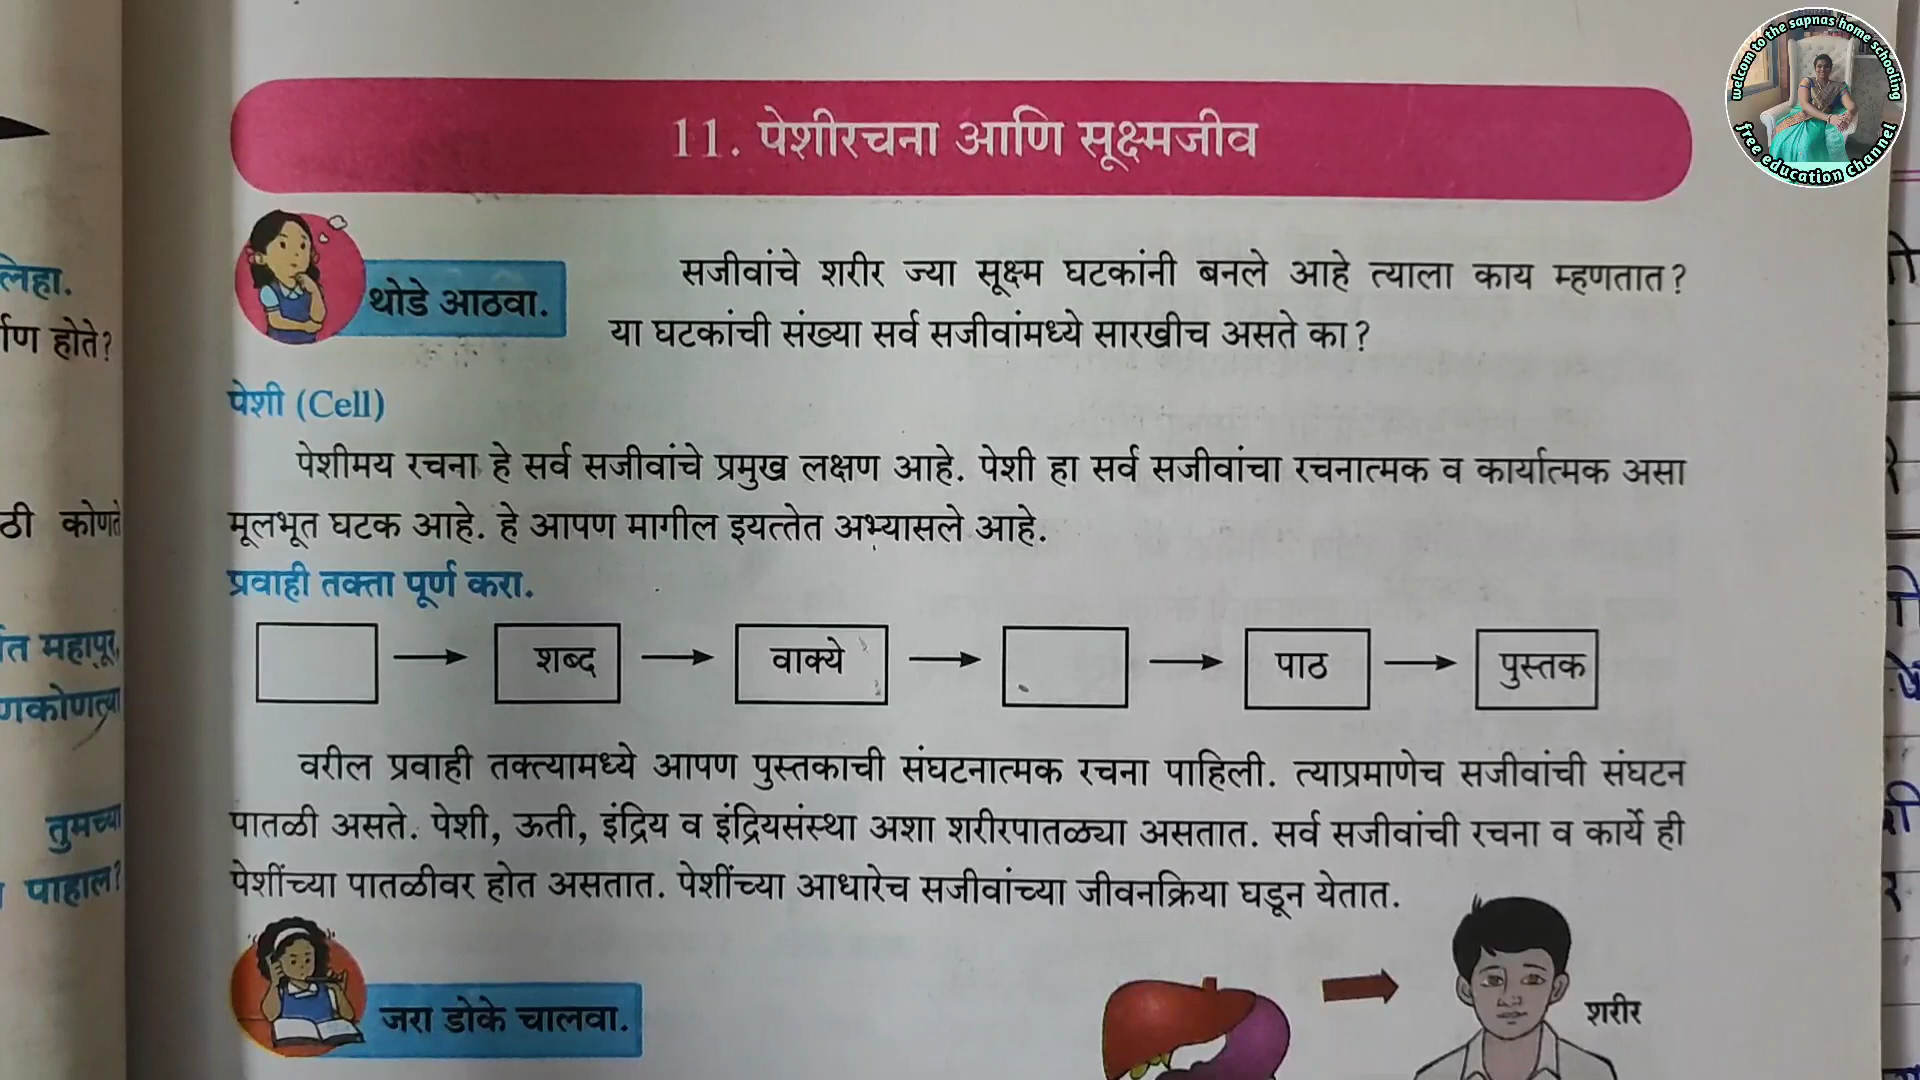 welcom to the sapnas home schooling
free education channel
11. पेशीरचना आणि सूक्ष्मजीव
थोडे आठवा.
सजीवांचे शरीर ज्या सूक्ष्म घटकांनी बनले आहे त्याला काय म्हणतात?
या घटकांची संख्या सर्व सजीवांमध्ये सारखीच असते का?
पेशी (Cell)
पेशीमय रचना हे सर्व सजीवांचे प्रमुख लक्षण आहे. पेशी हा सर्व सजीवांचा रचनात्मक व कार्यात्मक असा
मूलभूत घटक आहे. हे आपण मागील इयत्तेत अभ्यासले आहे.
प्रवाही तक्ता पूर्ण करा.
शब्द वाक्ये पाठ पुस्तक
वरील प्रवाही तक्त्यामध्ये आपण पुस्तकाची संघटनात्मक रचना पाहिली. त्याप्रमाणेच सजीवांची संघटन
पातळी असते. पेशी, ऊती, इंद्रिय व इंद्रियसंस्था अशा शरीरपातळ्या असतात. सर्व सजीवांची रचना व कार्ये ही
पेशींच्या पातळीवर होत असतात. पेशींच्या आधारेच सजीवांच्या जीवनक्रिया घडून येतात.
जरा डोके चालवा.
शरीर
लिहा.
होते?
ठी कोणते
महापूर,
तुमच्या
पाहाल?